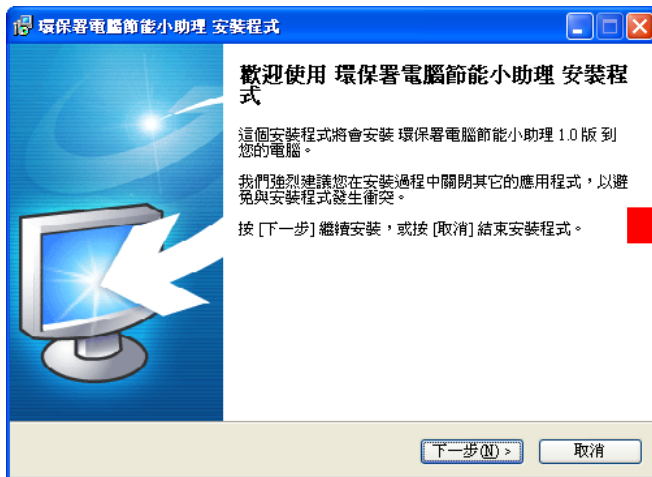 環保署電腦節能小助理 安裝程式
歡迎使用 環保署電腦節能小助理 安裝程
式
這個安裝程式將會安裝 環保署電腦節能小助理 1.0 版 到
您的電腦。
我們強烈建議您在安裝過程中關閉其它的應用程式，以避
免與安裝程式發生衝突。
按 [下一步] 繼續安裝，或按 [取消] 結束安裝程式。
下一步(N) >
取消